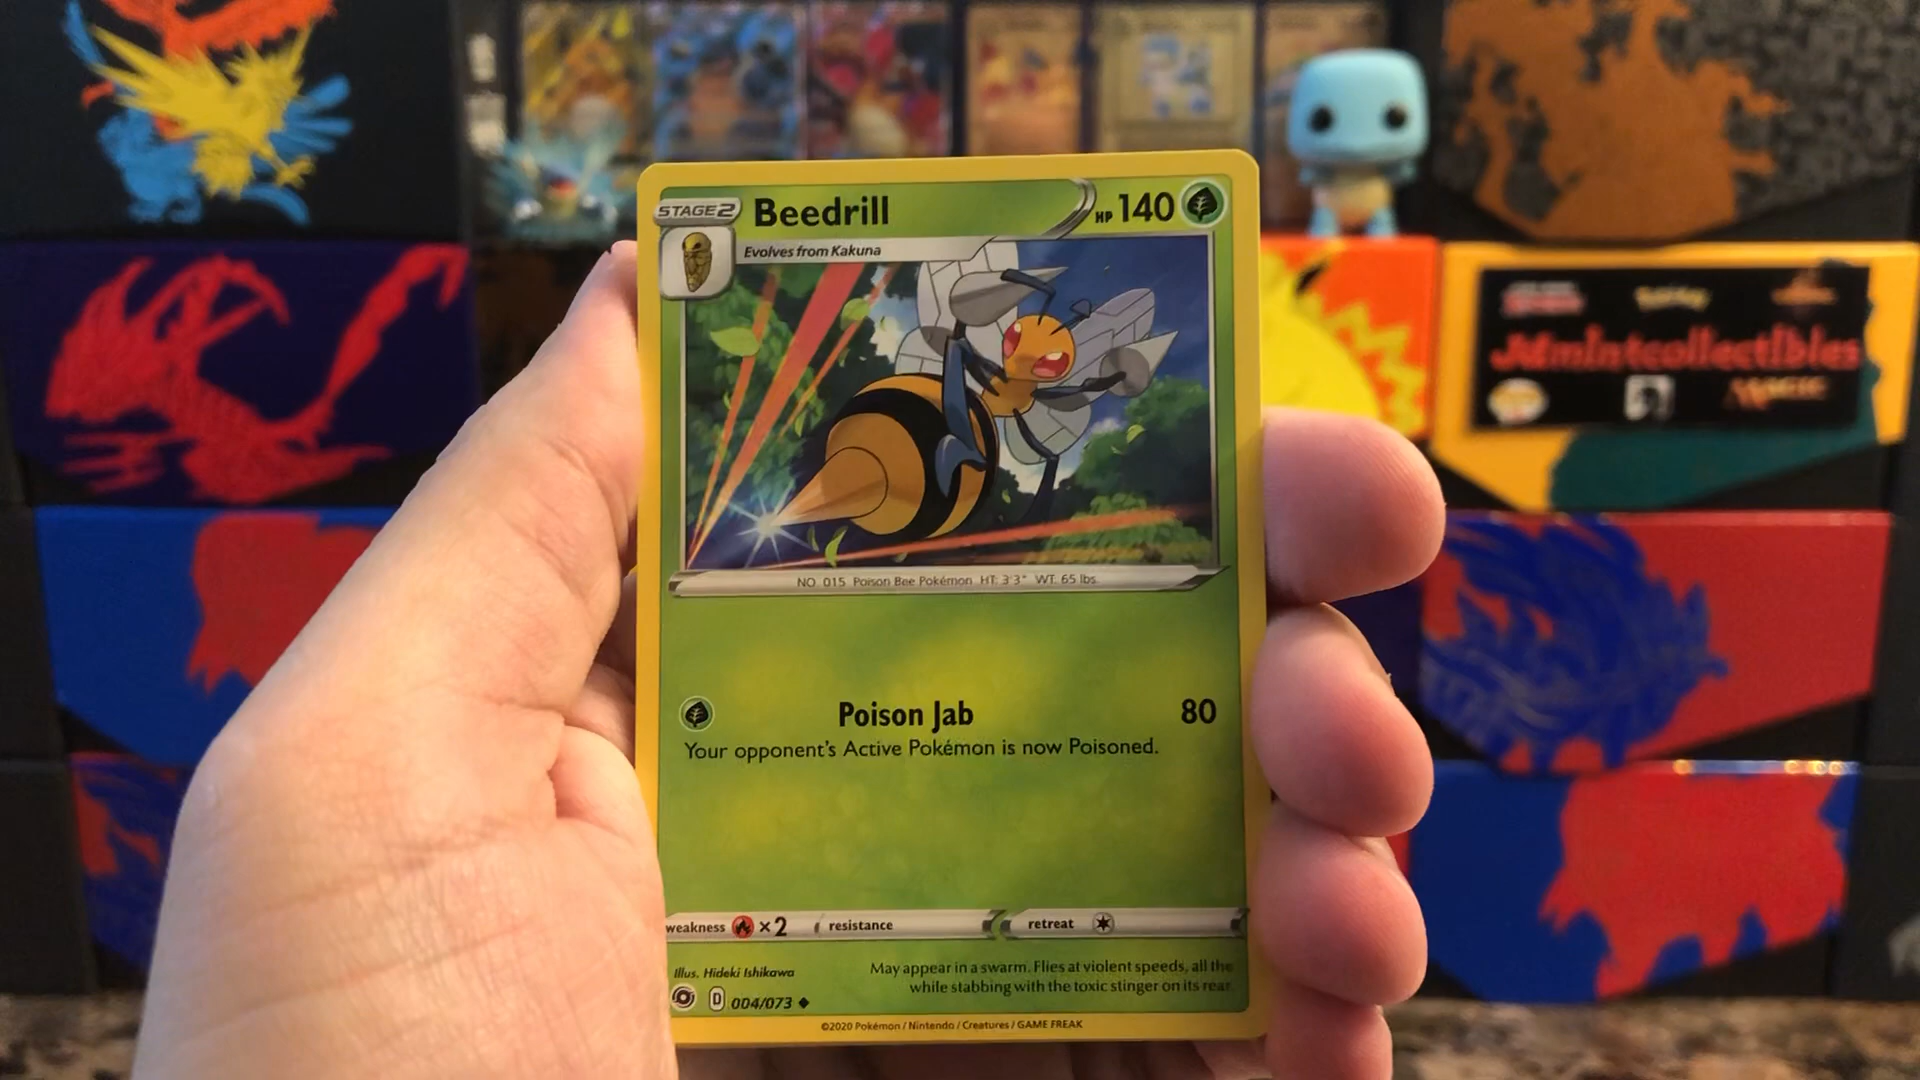 STAGE2
Beedrill
HP 140
Evolves from Kakuna
NO. 015 Poison Bee Pokémon HT: 3'3" WT: 65 lbs.
Poison Jab 80
Your opponent's Active Pokémon is now Poisoned.
weakness ×2 resistance retreat
Illus. Hideki Ishikawa
May appear in a swarm. Flies at violent speeds, all the
while stabbing with the toxic stinger on its rear.
D 004/073
©2020 Pokémon / Nintendo / Creatures / GAME FREAK
Pokémon
JAmintcollectibles
MAGIC